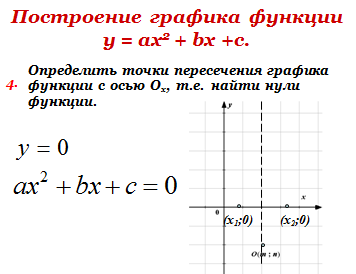 Построение графика функции
y = ax² + bx +c.
4. Определить точки пересечения графика
функции с осью Oₓ, т.е. найти нули
функции.
y = 0
ax² + bx + c = 0
y
x
0
(x₁;0) (x₂;0)
O(m ; n)